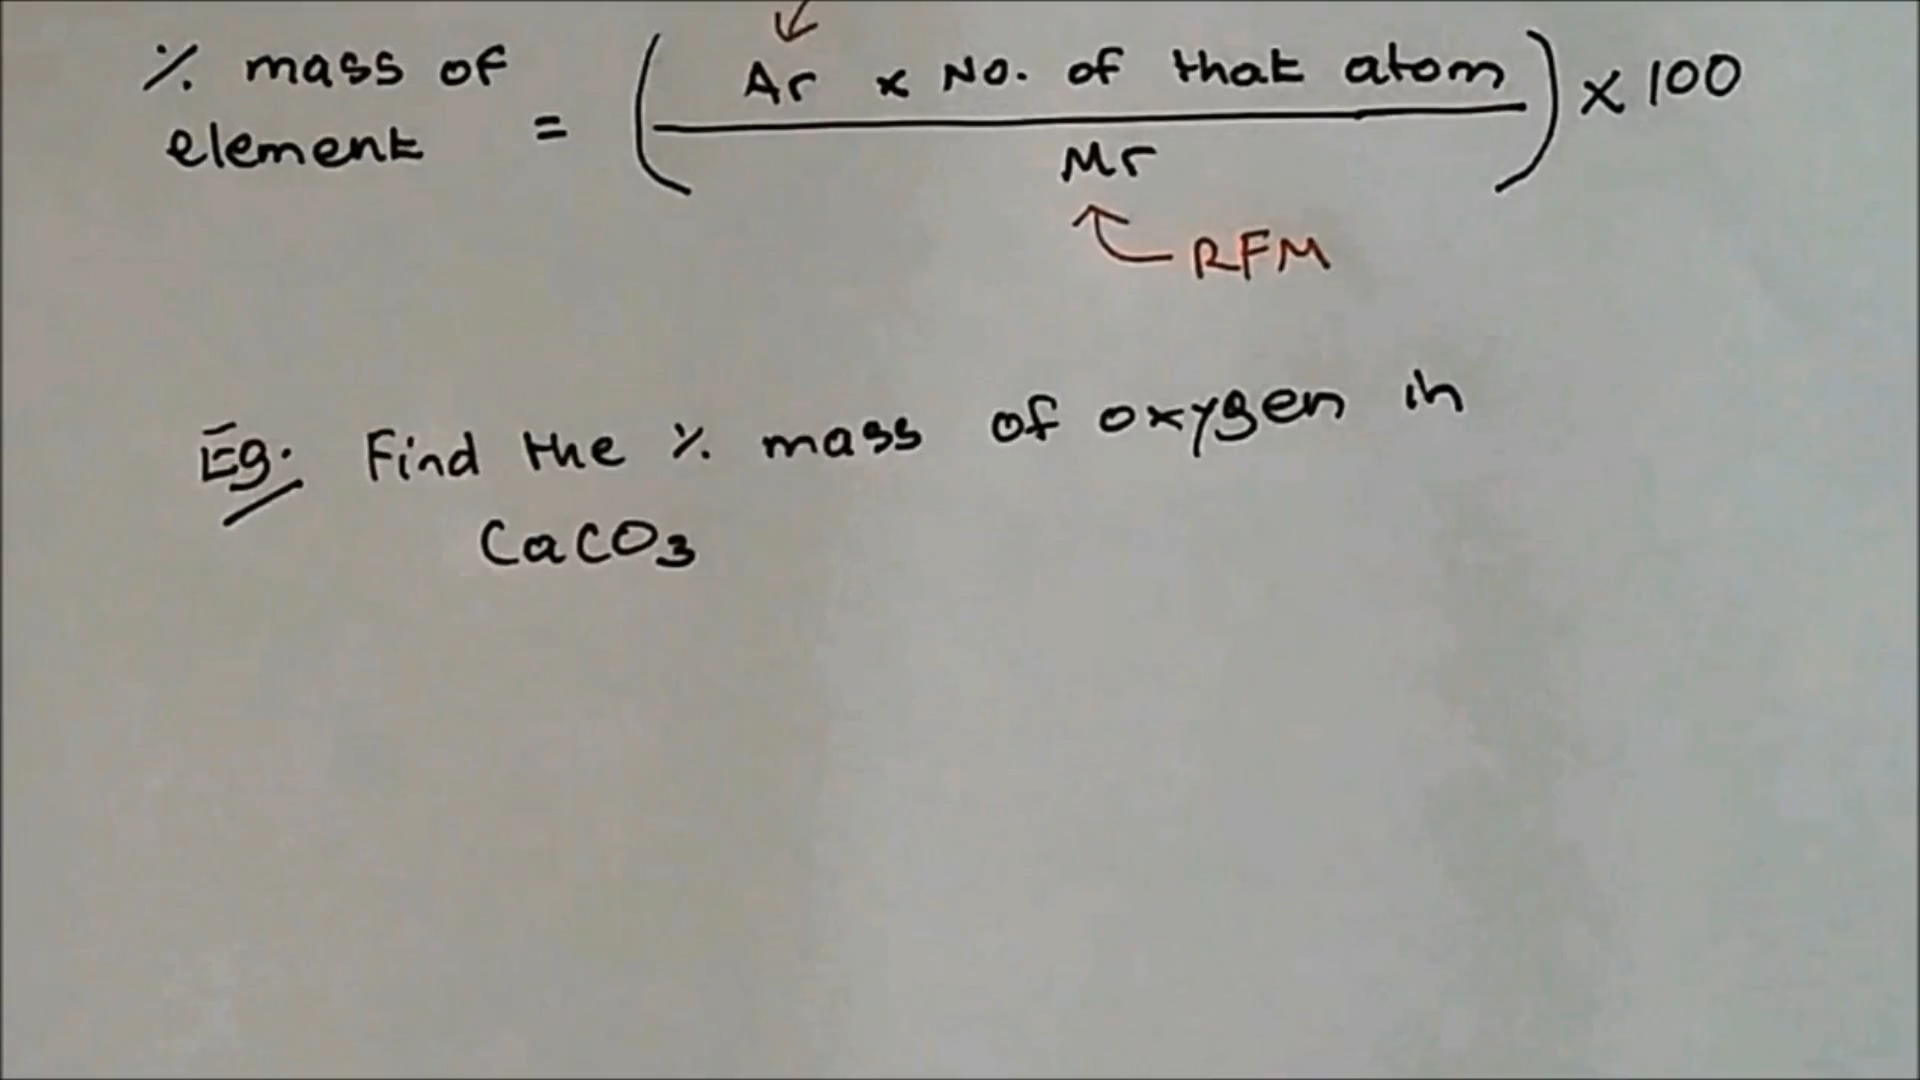 % mass of element = ( Ar x No. of that atom / Mr ) x 100
RFM
Eg. Find the % mass of oxygen in
CaCO3